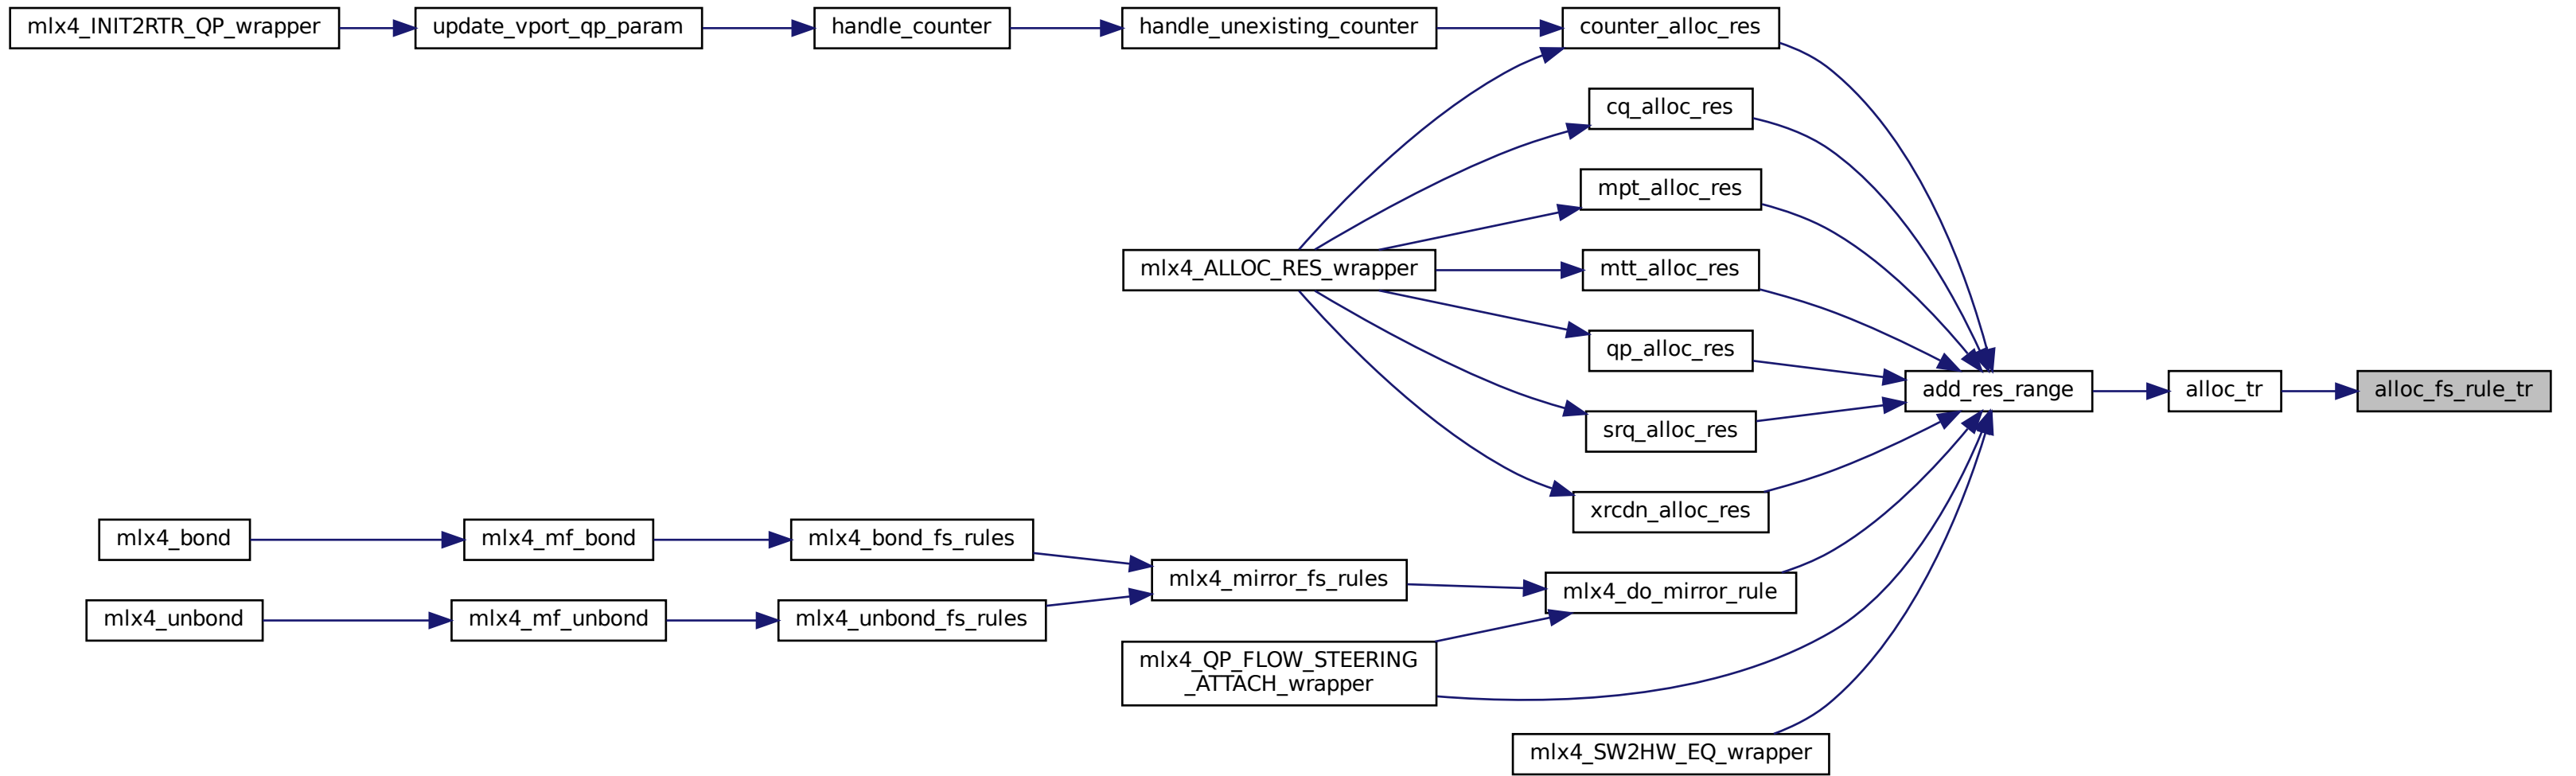 mlx4_INIT2RTR_QP_wrapper
update_vport_qp_param
handle_counter
handle_unexisting_counter
counter_alloc_res
cq_alloc_res
mpt_alloc_res
mlx4_ALLOC_RES_wrapper
mtt_alloc_res
qp_alloc_res
add_res_range
alloc_tr
alloc_fs_rule_tr
srq_alloc_res
xrcdn_alloc_res
mlx4_bond
mlx4_mf_bond
mlx4_bond_fs_rules
mlx4_mirror_fs_rules
mlx4_do_mirror_rule
mlx4_unbond
mlx4_mf_unbond
mlx4_unbond_fs_rules
mlx4_QP_FLOW_STEERING
_ATTACH_wrapper
mlx4_SW2HW_EQ_wrapper